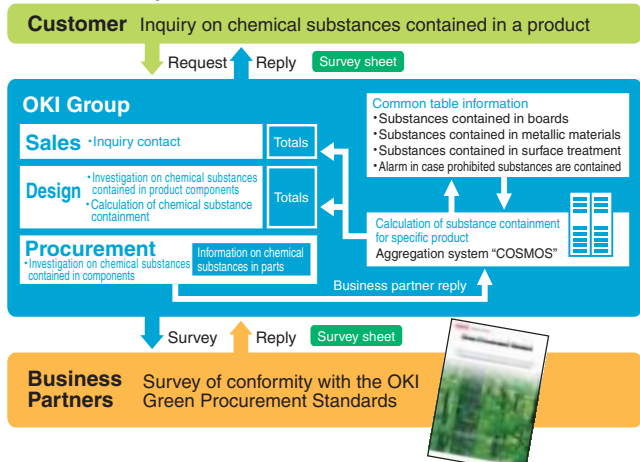 Customer Inquiry on chemical substances contained in a product
Request
Reply
Survey sheet
OKI Group
Sales
・Inquiry contact
Totals
Design
・Investigation on chemical substances
contained in product components
・Calculation of chemical substance
containment
Totals
Procurement
・Investigation on chemical substances
contained in components
Information on chemical
substances in parts
Common table information
・Substances contained in boards
・Substances contained in metallic materials
・Substances contained in surface treatment
・Alarm in case prohibited substances are contained
Calculation of substance containment
for specific product
Aggregation system “COSMOS”
Business partner reply
Survey
Reply
Survey sheet
Business
Partners
Survey of conformity with the OKI
Green Procurement Standards